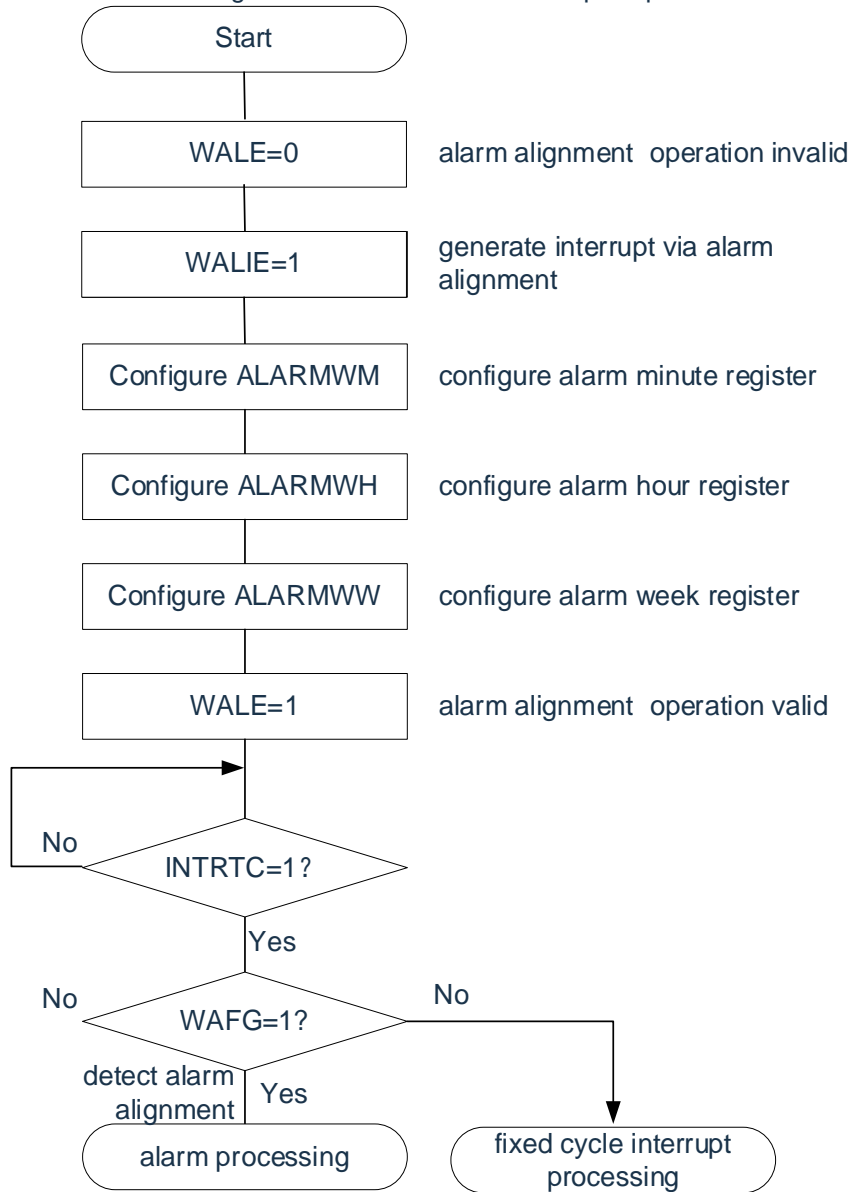 Start
WALE=0
alarm alignment operation invalid
WALIE=1
generate interrupt via alarm
alignment
Configure ALARMWM
configure alarm minute register
Configure ALARMWH
configure alarm hour register
Configure ALARMWW
configure alarm week register
WALE=1
alarm alignment operation valid
No
INTRTC=1?
Yes
No
WAFG=1?
No
detect alarm
alignment
Yes
alarm processing
fixed cycle interrupt
processing